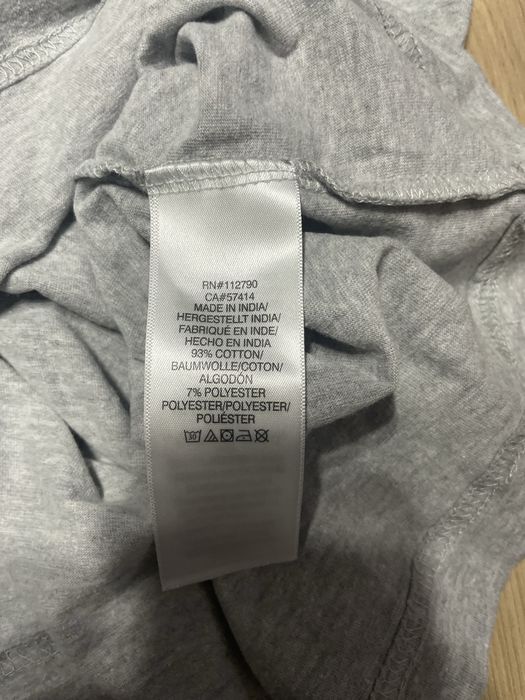 RN#112790
CA#57414
MADE IN INDIA/
HERGESTELLT INDIA/
FABRIQUÉ EN INDE/
HECHO EN INDIA
93% COTTON/
BAUMWOLLE/COTON/
ALGODÓN
7% POLYESTER
POLYESTER/POLYESTER/
POLIÉSTER
30